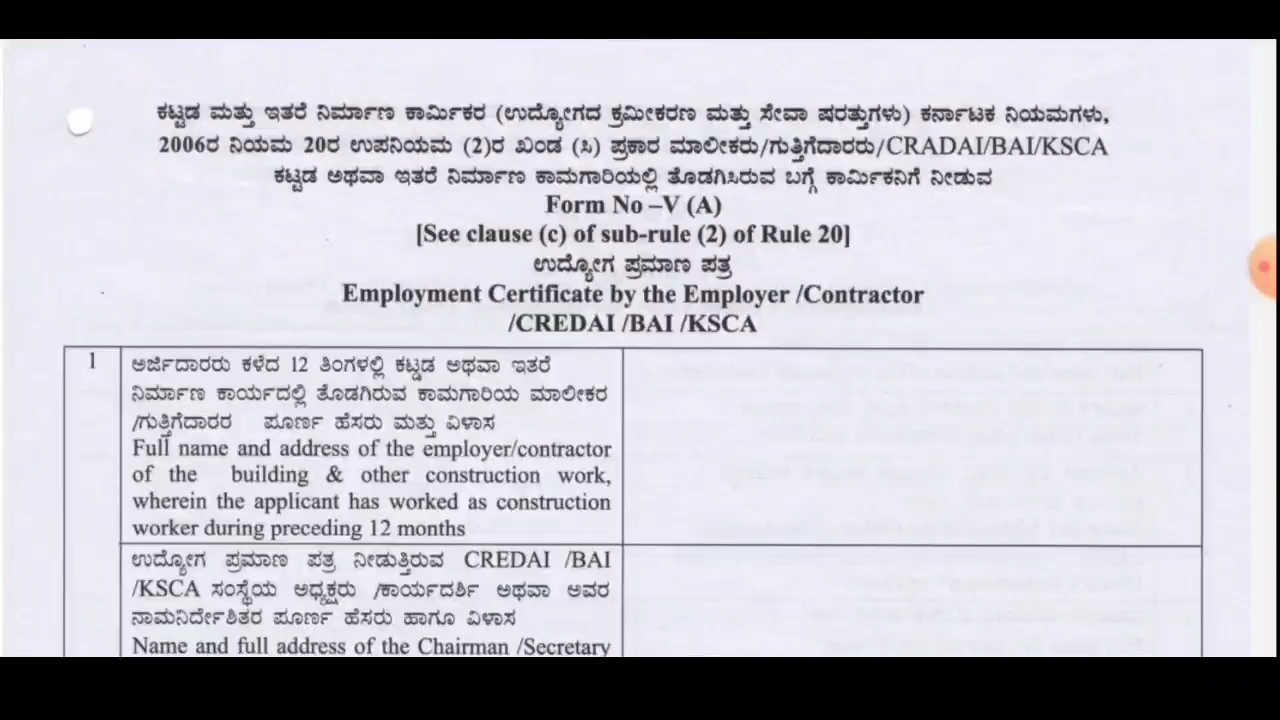 ಕಟ್ಟಡ ಮತ್ತು ಇತರೆ ನಿರ್ಮಾಣ ಕಾರ್ಮಿಕರ (ಉದ್ಯೋಗದ ಕ್ರಮೀಕರಣ ಮತ್ತು ಸೇವಾ ಷರತ್ತುಗಳು) ಕರ್ನಾಟಕ ನಿಯಮಗಳು,
2006ರ ನಿಯಮ 20ರ ಉಪನಿಯಮ (2)ರ ಖಂಡ (ಸಿ) ಪ್ರಕಾರ ಮಾಲೀಕರು/ಗುತ್ತಿಗೆದಾರರು/CRADAI/BAI/KSCA
ಕಟ್ಟಡ ಅಥವಾ ಇತರೆ ನಿರ್ಮಾಣ ಕಾಮಗಾರಿಯಲ್ಲಿ ತೊಡಗಿಸಿರುವ ಬಗ್ಗೆ ಕಾರ್ಮಿಕನಿಗೆ ನೀಡುವ
Form No –V (A)
[See clause (c) of sub-rule (2) of Rule 20]
ಉದ್ಯೋಗ ಪ್ರಮಾಣ ಪತ್ರ
Employment Certificate by the Employer /Contractor
/CREDAI /BAI /KSCA
1 ಅರ್ಜಿದಾರರು ಕಳೆದ 12 ತಿಂಗಳಲ್ಲಿ ಕಟ್ಟಡ ಅಥವಾ ಇತರೆ
ನಿರ್ಮಾಣ ಕಾರ್ಯದಲ್ಲಿ ತೊಡಗಿರುವ ಕಾಮಗಾರಿಯ ಮಾಲೀಕರ
/ಗುತ್ತಿಗೆದಾರರ ಪೂರ್ಣ ಹೆಸರು ಮತ್ತು ವಿಳಾಸ
Full name and address of the employer/contractor
of the building & other construction work,
wherein the applicant has worked as construction
worker during preceding 12 months
ಉದ್ಯೋಗ ಪ್ರಮಾಣ ಪತ್ರ ನೀಡುತ್ತಿರುವ CREDAI /BAI
/KSCA ಸಂಸ್ಥೆಯ ಅಧ್ಯಕ್ಷರು /ಕಾರ್ಯದರ್ಶಿ ಅಥವಾ ಅವರ
ನಾಮನಿರ್ದೇಶಿತರ ಪೂರ್ಣ ಹೆಸರು ಹಾಗೂ ವಿಳಾಸ
Name and full address of the Chairman /Secretary